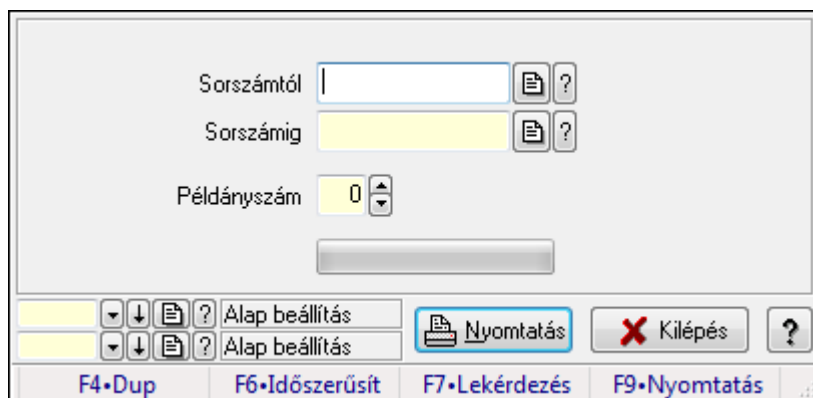 Sorszámtól ?
Sorszámig ?
Példányszám 0
? Alap beállítás
? Alap beállítás
Nyomtatás Kilépés ?
F4•Dup F6•Időszerűsít F7•Lekérdezés F9•Nyomtatás